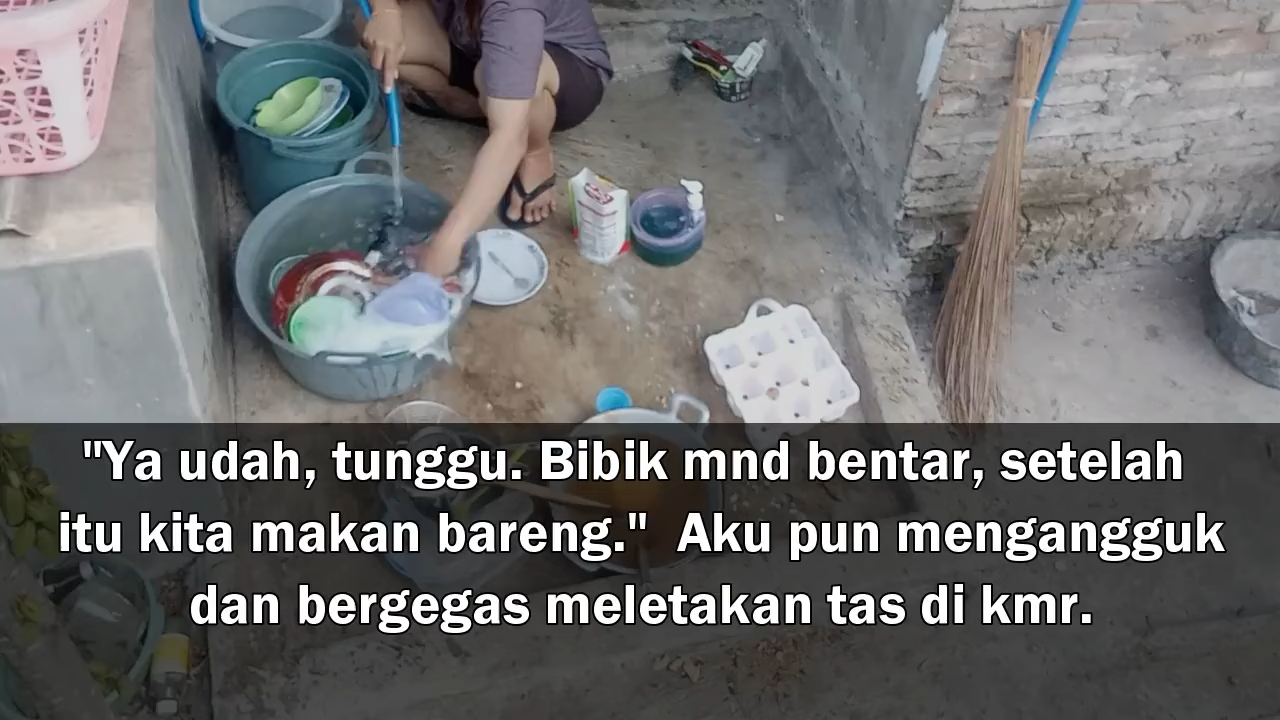 "Ya udah, tunggu. Bibik mnd bentar, setelah
itu kita makan bareng."  Aku pun mengangguk
dan bergegas meletakan tas di kmr.